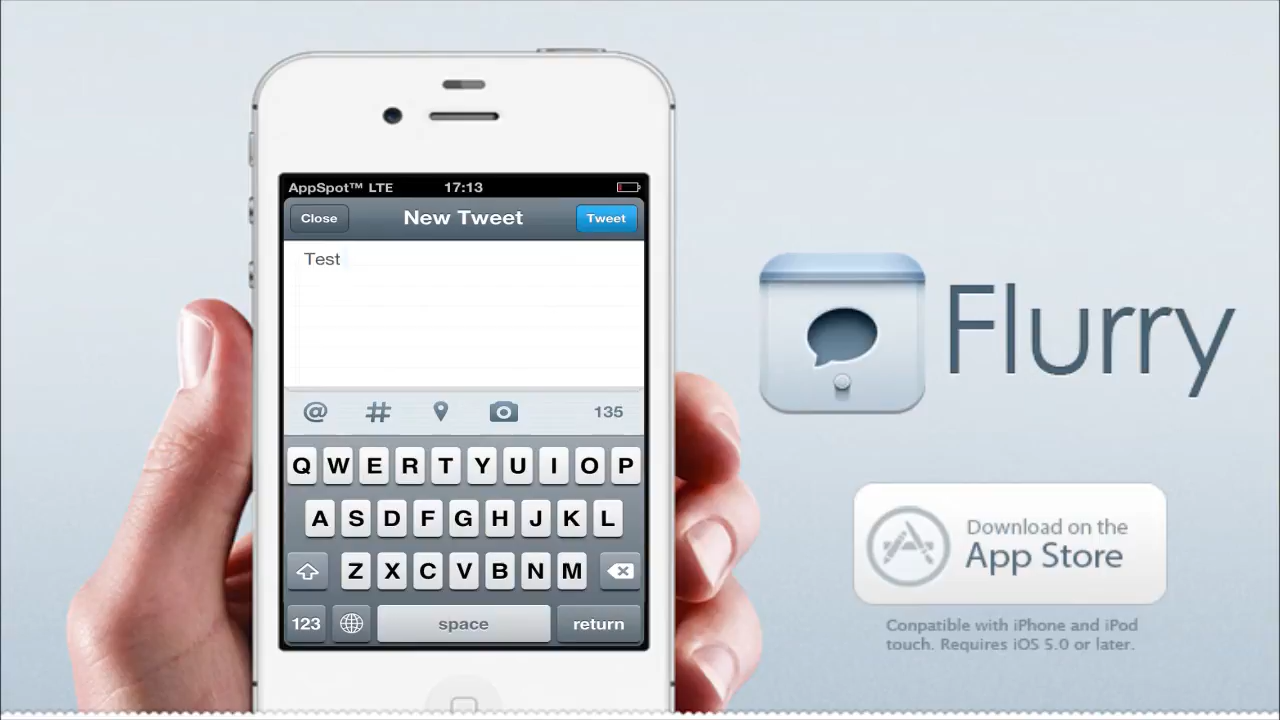 AppSpot™ LTE 17:13
Close New Tweet Tweet
Test
@ # 135
Q W E R T Y U I O P
A S D F G H J K L
Z X C V B N M
123 space return
Flurry
Download on the
App Store
Compatible with iPhone and iPod
touch. Requires iOS 5.0 or later.